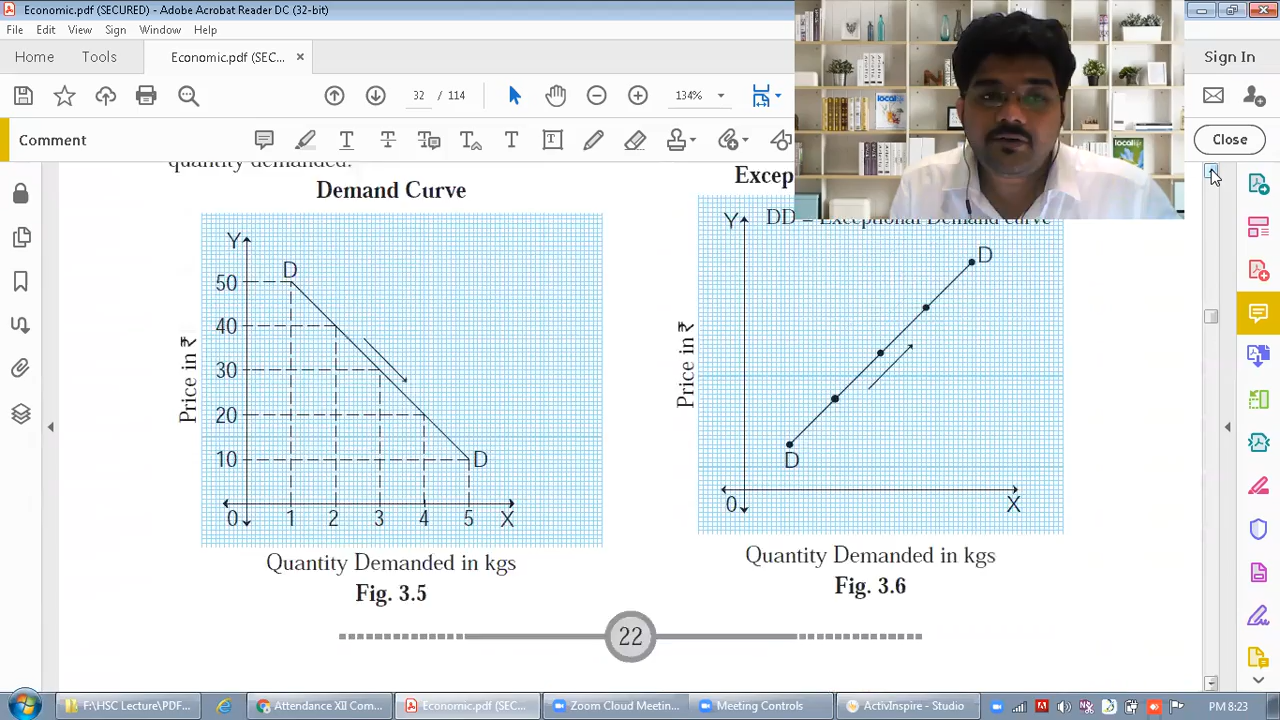 Economic.pdf (SECURED) - Adobe Acrobat Reader DC (32-bit)
File Edit View Sign Window Help
Home Tools Economic.pdf (SEC... × Sign In
32 / 114 134%
Comment Close
quantity demanded.
Demand Curve
Y
D
50
40
30
20
10
D
0 1 2 3 4 5 X
Price in ₹
Quantity Demanded in kgs
Fig. 3.5
Excep
DD = Exceptional Demand curve
Y
D
D
0 X
Price in ₹
Quantity Demanded in kgs
Fig. 3.6
22
local
local
F:\HSC Lecture\PDF... Attendance XII Com... Economic.pdf (SEC... Zoom Cloud Meetin... Meeting Controls ActivInspire - Studio PM 8:23